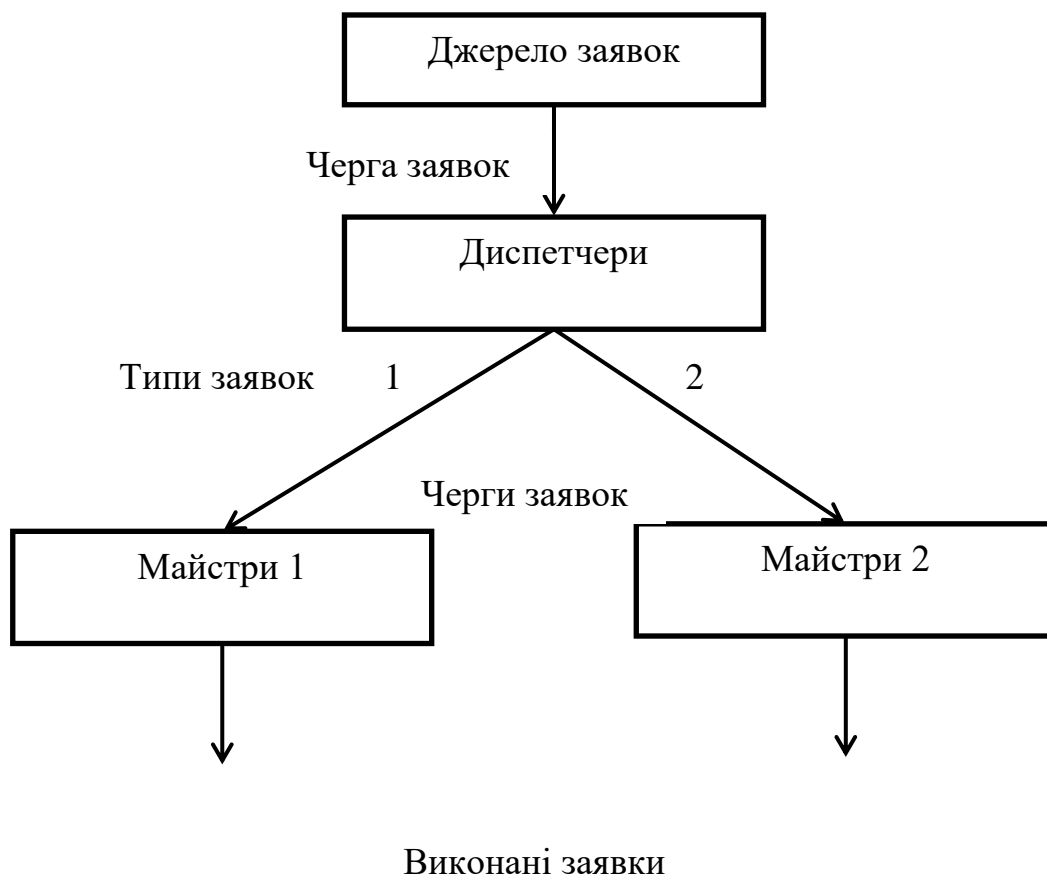 Джерело заявок
Черга заявок
Диспетчери
Типи заявок 1 2
Черги заявок
Майстри 1 Майстри 2
Виконані заявки